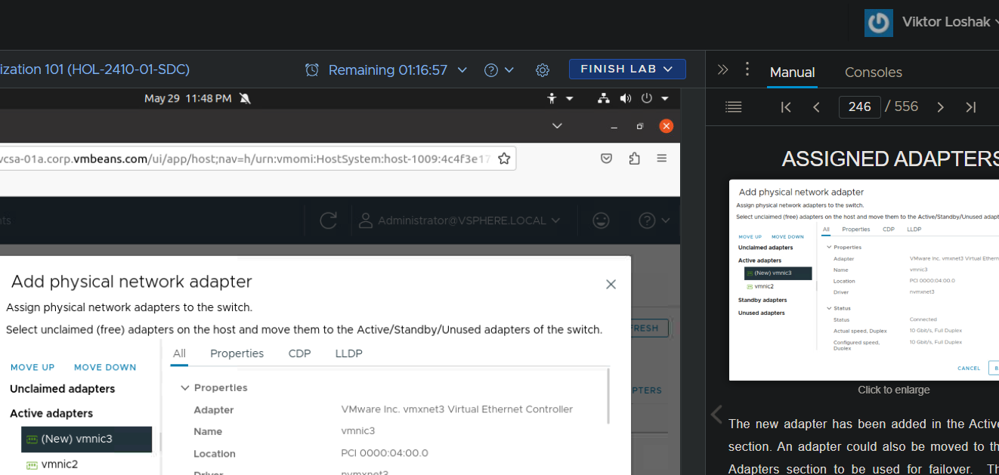 Viktor Loshak
ization 101 (HOL-2410-01-SDC)
Remaining 01:16:57
FINISH LAB
Manual
Consoles
May 29 11:48 PM
246 / 556
vcsa-01a.corp.vmbeans.com/ui/app/host;nav=h/urn:vmomi:HostSystem:host-1009:4c4f3e17
ASSIGNED ADAPTERS
nts
Administrator@VSPHERE.LOCAL
Add physical network adapter
Assign physical network adapters to the switch.
Select unclaimed (free) adapters on the host and move them to the Active/Standby/Unused adapters of the switch.
FRESH
PTERS
All Properties CDP LLDP
MOVE UP MOVE DOWN
Unclaimed adapters
Active adapters
(New) vmnic3
vmnic2
Properties
Adapter VMware Inc. vmxnet3 Virtual Ethernet Controller
Name vmnic3
Location PCI 0000:04:00.0
Driver nvmxnet3
Add physical network adapter
Assign physical network adapters to the switch.
Select unclaimed (free) adapters on the host and move them to the Active/Standby/Unused adapt
All Properties CDP LLDP
MOVE UP MOVE DOWN
Unclaimed adapters
Active adapters
(New) vmnic3
vmnic2
Standby adapters
Unused adapters
Properties
Adapter VMware Inc. vmxnet3 Virtual Ethern
Name vmnic3
Location PCI 0000:04:00.0
Driver nvmxnet3
Status
Status Connected
Actual speed, Duplex 10 Gbit/s, Full Duplex
Configured speed, 10 Gbit/s, Full Duplex
Duplex
CANCEL B
Click to enlarge
The new adapter has been added in the Active
section. An adapter could also be moved to th
Adapters section to be used for failover. Th